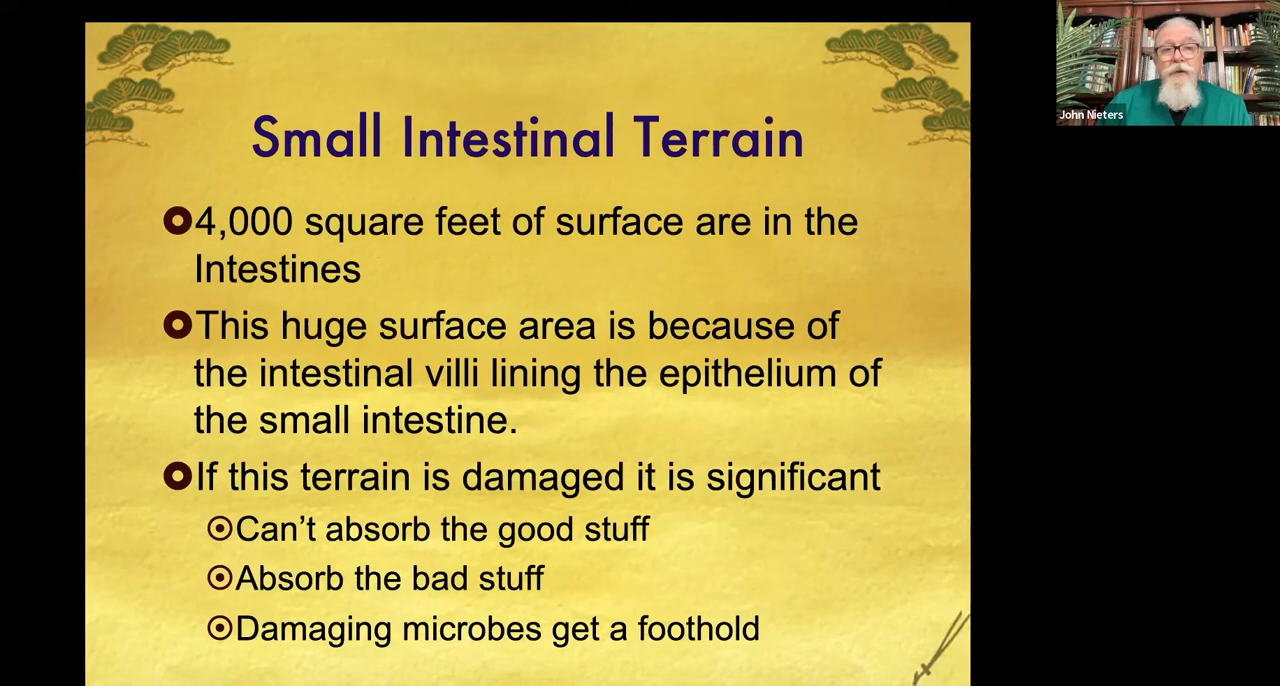 Small Intestinal Terrain
4,000 square feet of surface are in the
Intestines
This huge surface area is because of
the intestinal villi lining the epithelium of
the small intestine.
If this terrain is damaged it is significant
Can’t absorb the good stuff
Absorb the bad stuff
Damaging microbes get a foothold
John Nieters